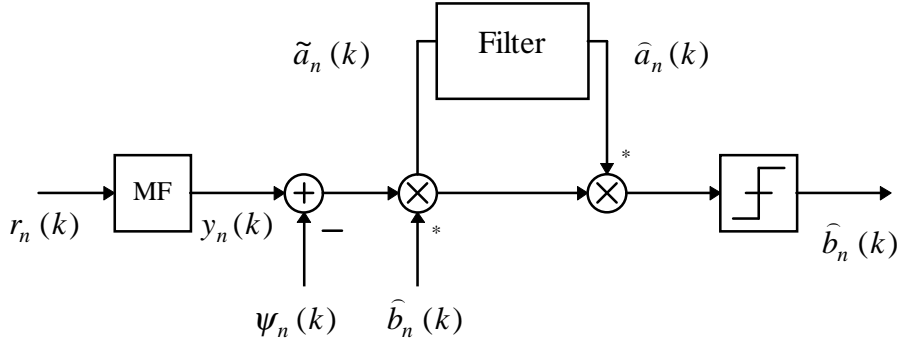 ã_n(k)
Filter
â_n(k)
*
MF
+
×
×
r_n(k)
y_n(k)
−
*
b̂_n(k)
ψ_n(k)
b̂_n(k)